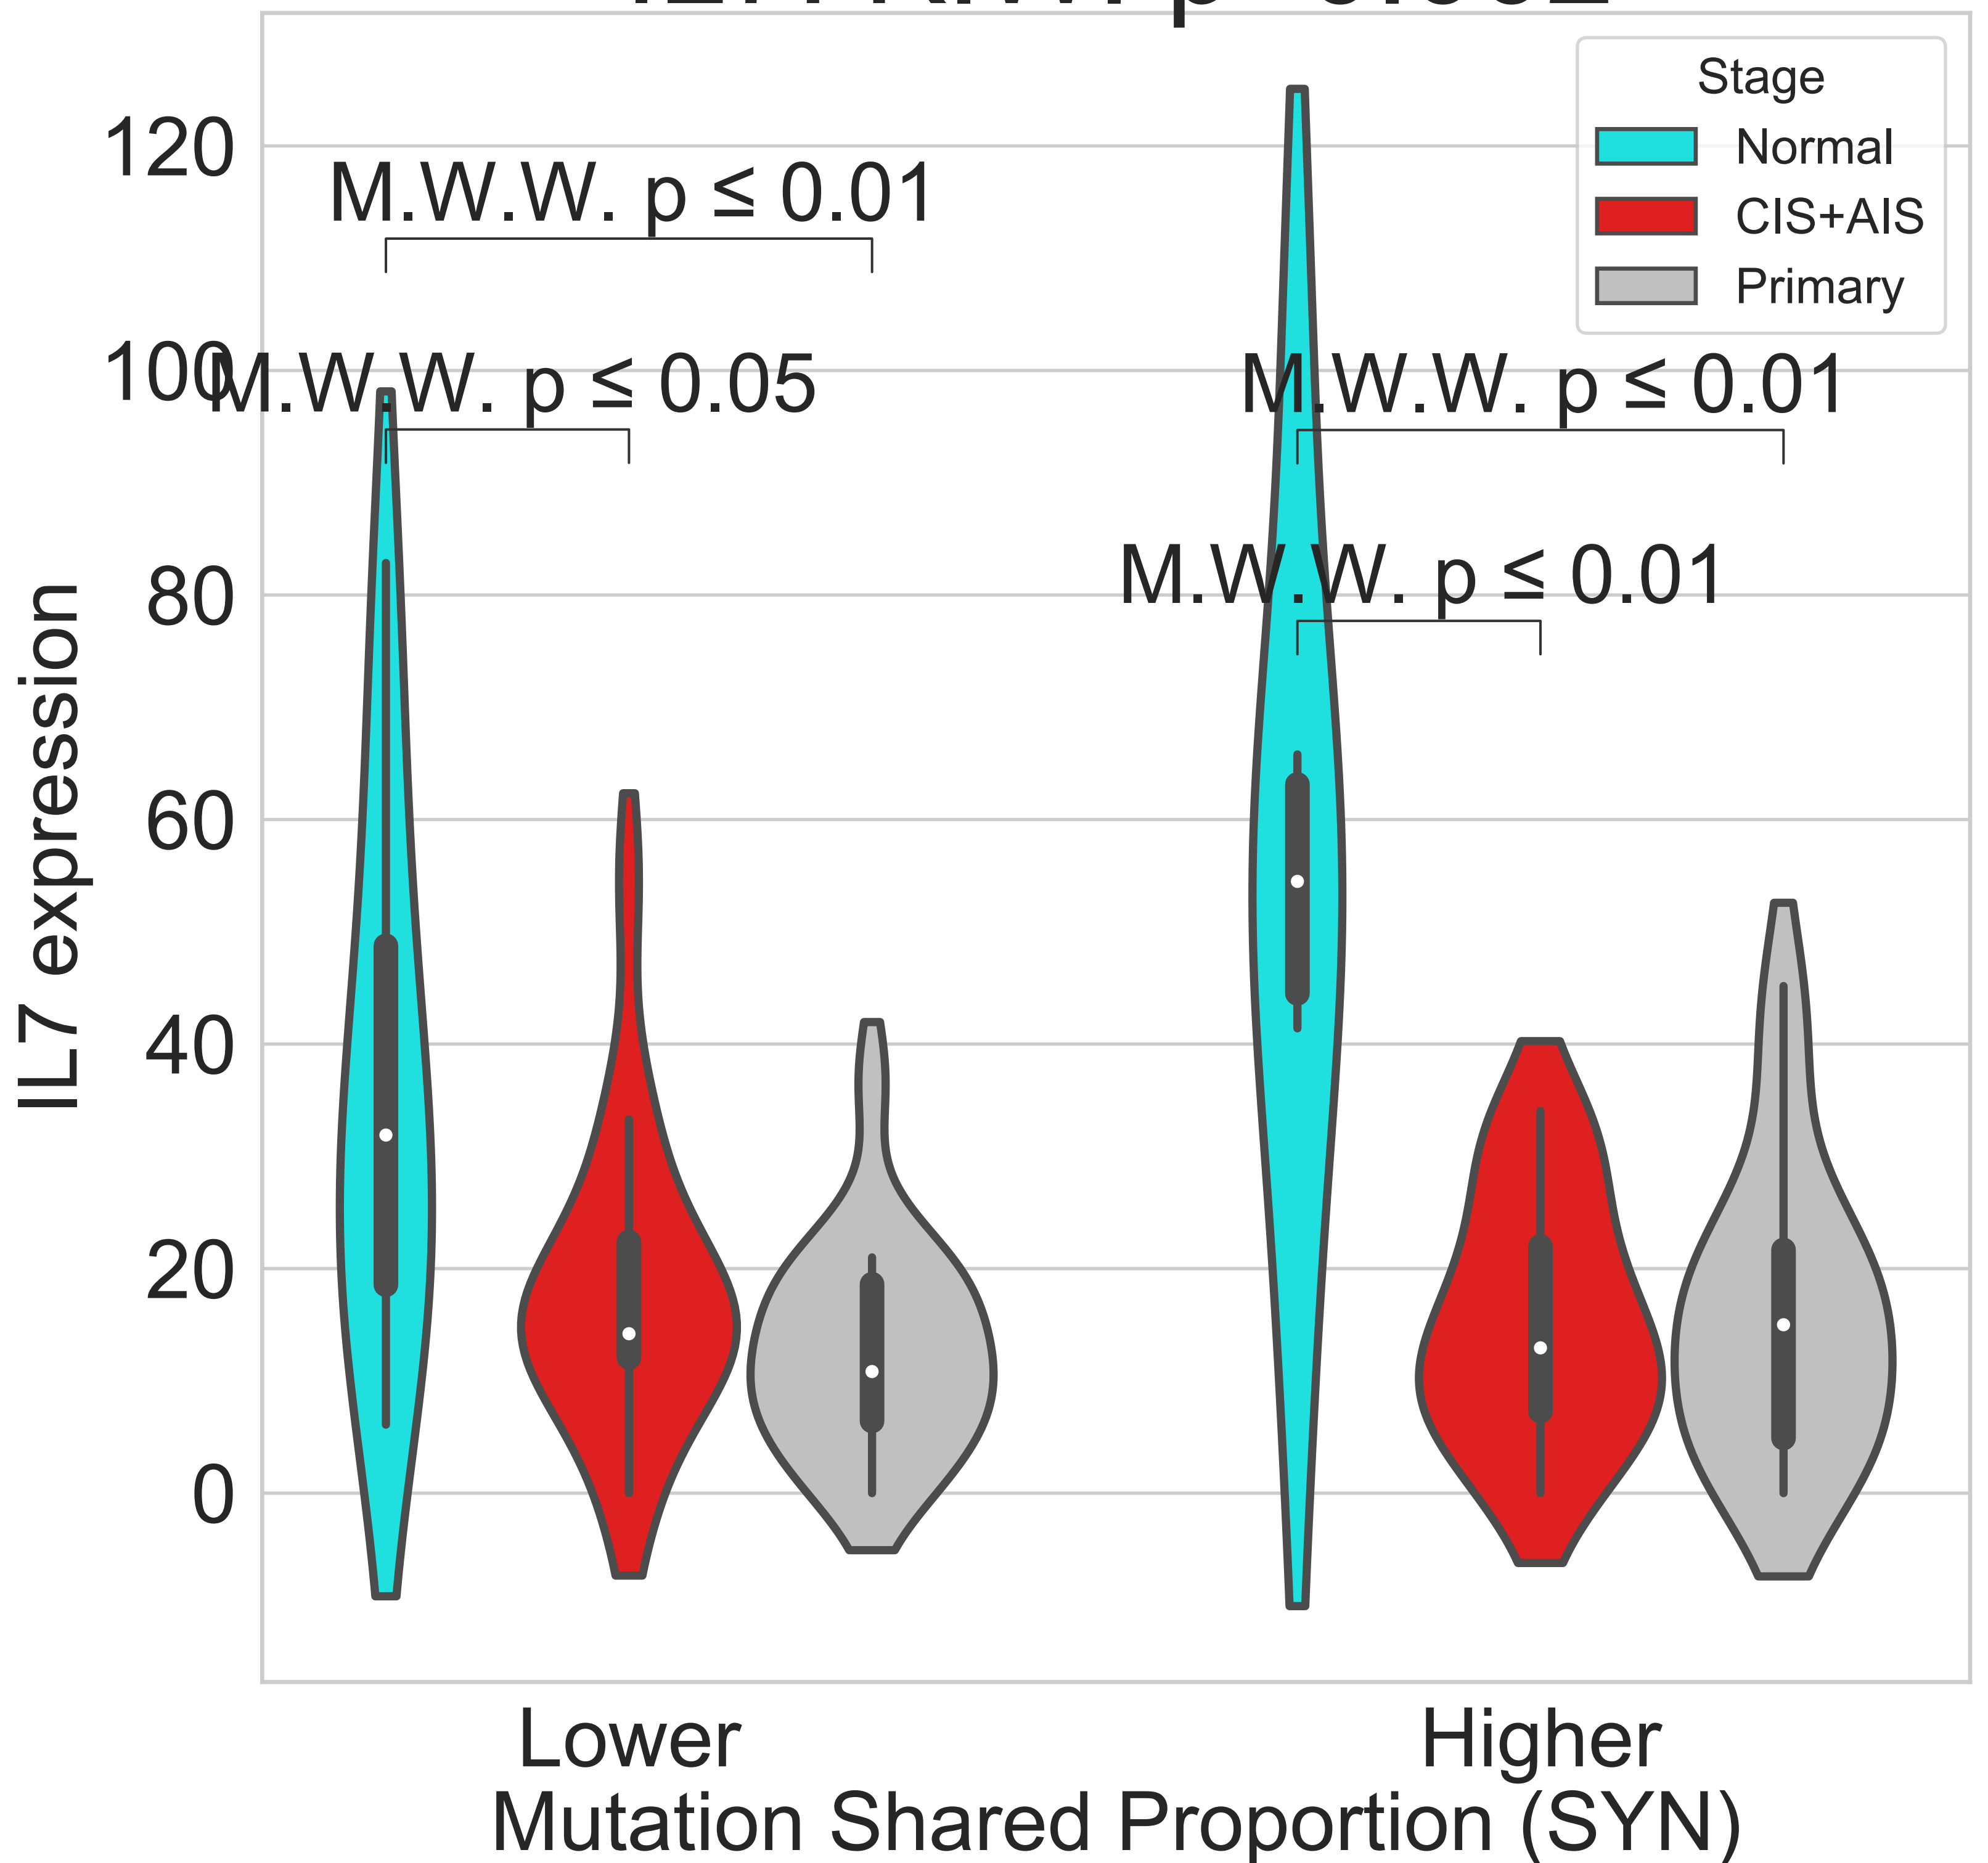 Stage
Normal
CIS+AIS
Primary
120
100
80
60
40
20
0
IL7 expression
M.W.W. p ≤ 0.01
M.W.W. p ≤ 0.05
M.W.W. p ≤ 0.01
M.W.W. p ≤ 0.01
Lower
Higher
Mutation Shared Proportion (SYN)